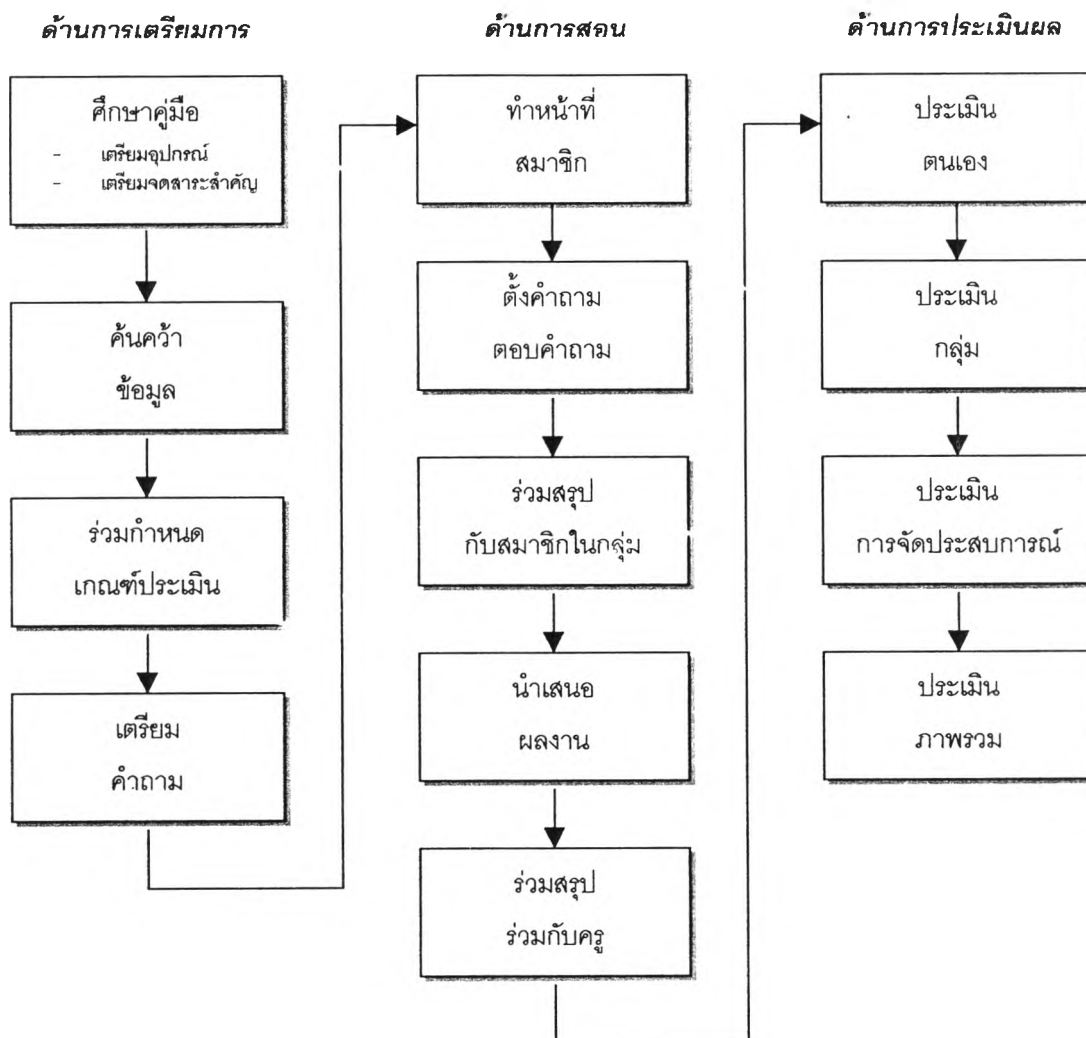 ด้านการเตรียมการ
ศึกษาคู่มือ
- เตรียมอุปกรณ์
- เตรียมจดสาระสำคัญ
ค้นคว้า
ข้อมูล
ร่วมกำหนด
เกณฑ์ประเมิน
เตรียม
คำถาม
ด้านการสอน
ทำหน้าที่
สมาชิก
ตั้งคำถาม
ตอบคำถาม
ร่วมสรุป
กับสมาชิกในกลุ่ม
นำเสนอ
ผลงาน
ร่วมสรุป
ร่วมกับครู
ด้านการประเมินผล
ประเมิน
ตนเอง
ประเมิน
กลุ่ม
ประเมิน
การจัดประสบการณ์
ประเมิน
ภาพรวม